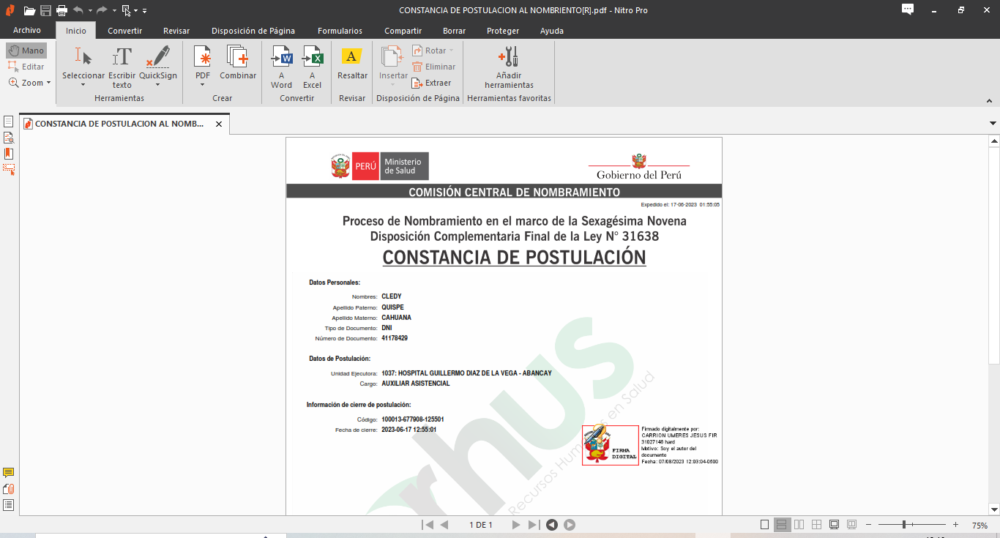 CONSTANCIA DE POSTULACION AL NOMBRIENTO[R].pdf - Nitro Pro
Archivo Inicio Convertir Revisar Disposición de Página Formularios Compartir Borrar Proteger Ayuda
Mano
Editar
Zoom
Seleccionar
Escribir texto
QuickSign
Herramientas
PDF
Combinar
Crear
A Word
A Excel
Convertir
Resaltar
Revisar
Insertar
Rotar
Eliminar
Extraer
Disposición de Página
Añadir herramientas
Herramientas favoritas
CONSTANCIA DE POSTULACION AL NOMB...
PERÚ
Ministerio de Salud
Gobierno del Perú
COMISIÓN CENTRAL DE NOMBRAMIENTO
Expedido el: 17-06-2023 01:55:05
Proceso de Nombramiento en el marco de la Sexagésima Novena
Disposición Complementaria Final de la Ley N° 31638
CONSTANCIA DE POSTULACIÓN
Datos Personales:
Nombres: CLEDY
Apellido Paterno: QUISPE
Apellido Materno: CAHUANA
Tipo de Documento: DNI
Número de Documento: 41178429
Datos de Postulación:
Unidad Ejecutora: 1037: HOSPITAL GUILLERMO DIAZ DE LA VEGA - ABANCAY
Cargo: AUXILIAR ASISTENCIAL
Información de cierre de postulación:
Código: 100013-677908-125501
Fecha de cierre: 2023-06-17 12:55:01
rhus
Recursos Humanos en Salud
FIRMA
DIGITAL
Firmado digitalmente por:
CARRION UMERES JESUS FIR
31027146 hard
Motivo: Soy el autor del
documento
Fecha: 07/08/2023 12:03:04-0500
1 DE 1
75%